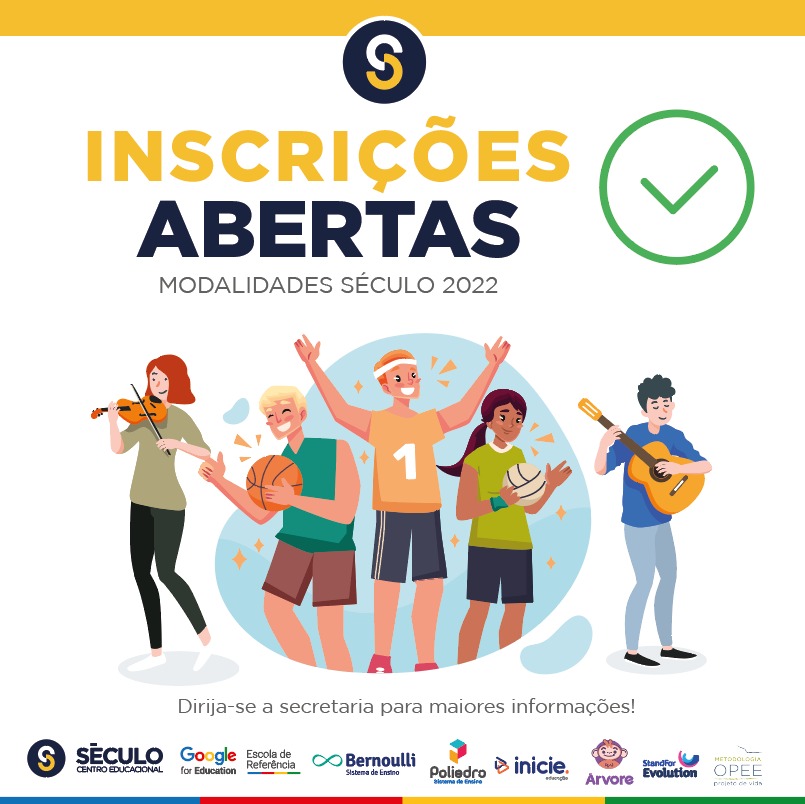 INSCRIÇÕES
ABERTAS
MODALIDADES SÉCULO 2022
1
Dirija-se a secretaria para maiores informações!
SÉCULO
CENTRO EDUCACIONAL
Google
for Education
Escola de
Referência
Bernoulli
Sistema de Ensino
Poliedro
Sistema de Ensino
inicie.
educação
Árvore
StandFor
Evolution
METODOLOGIA
OPEE
projeto de vida